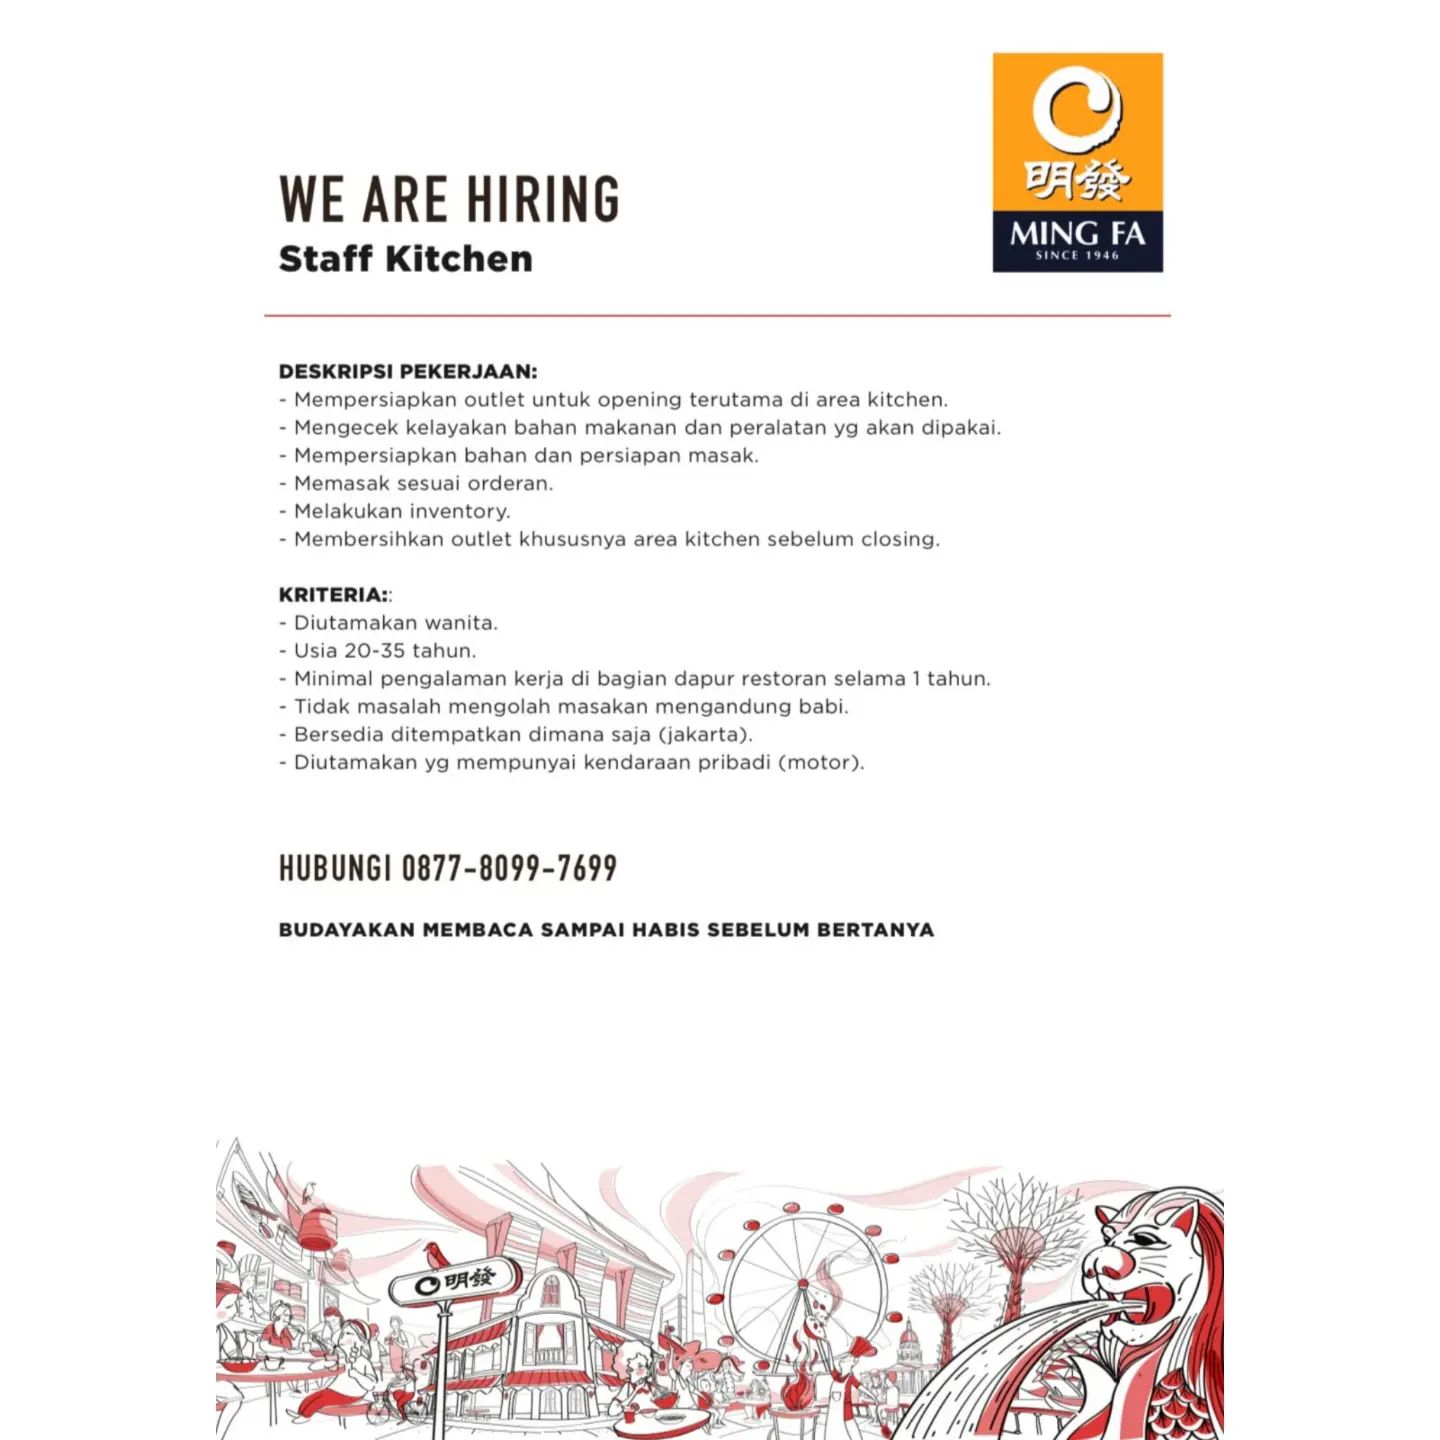 明發
MING FA
SINCE 1946
WE ARE HIRING
Staff Kitchen
DESKRIPSI PEKERJAAN:
- Mempersiapkan outlet untuk opening terutama di area kitchen.
- Mengecek kelayakan bahan makanan dan peralatan yg akan dipakai.
- Mempersiapkan bahan dan persiapan masak.
- Memasak sesuai orderan.
- Melakukan inventory.
- Membersihkan outlet khususnya area kitchen sebelum closing.
KRITERIA::
- Diutamakan wanita.
- Usia 20-35 tahun.
- Minimal pengalaman kerja di bagian dapur restoran selama 1 tahun.
- Tidak masalah mengolah masakan mengandung babi.
- Bersedia ditempatkan dimana saja (jakarta).
- Diutamakan yg mempunyai kendaraan pribadi (motor).
HUBUNGI 0877-8099-7699
BUDAYAKAN MEMBACA SAMPAI HABIS SEBELUM BERTANYA
明發